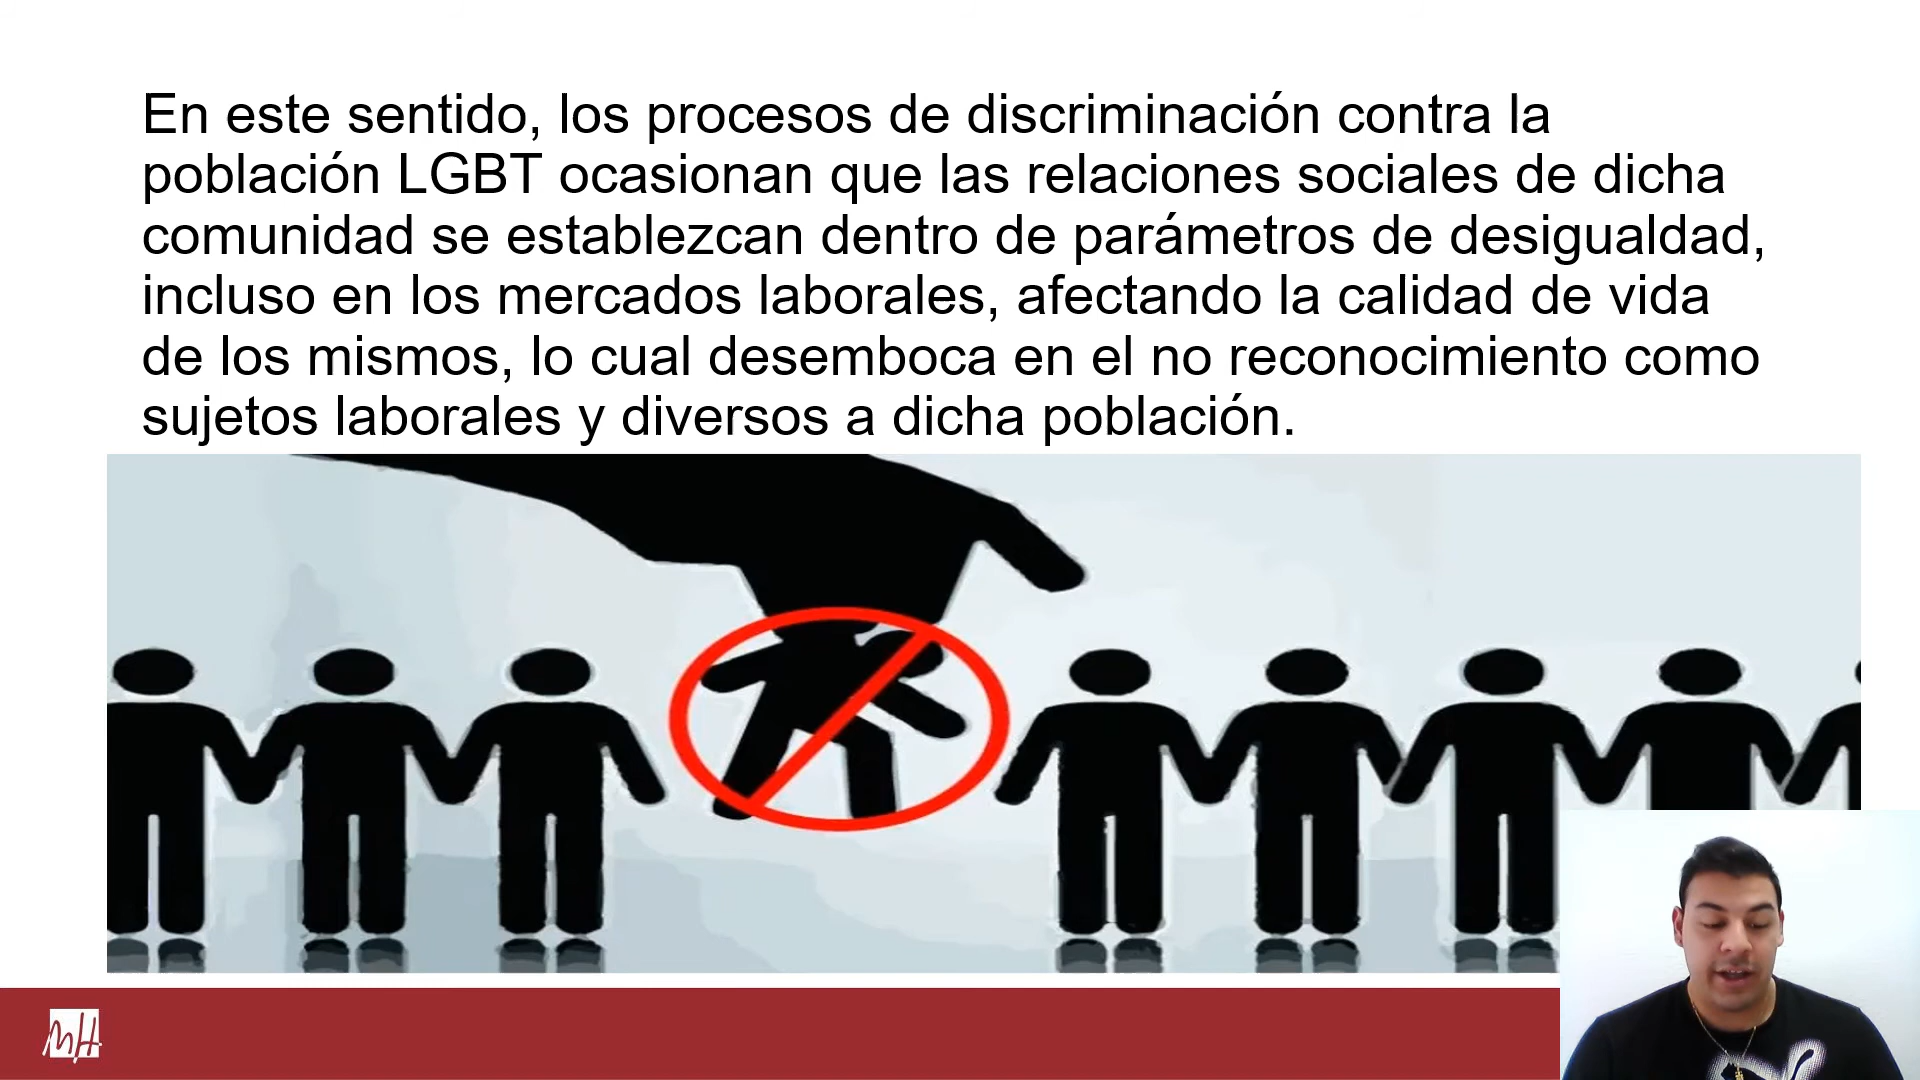 En este sentido, los procesos de discriminación contra la
población LGBT ocasionan que las relaciones sociales de dicha
comunidad se establezcan dentro de parámetros de desigualdad,
incluso en los mercados laborales, afectando la calidad de vida
de los mismos, lo cual desemboca en el no reconocimiento como
sujetos laborales y diversos a dicha población.
MH